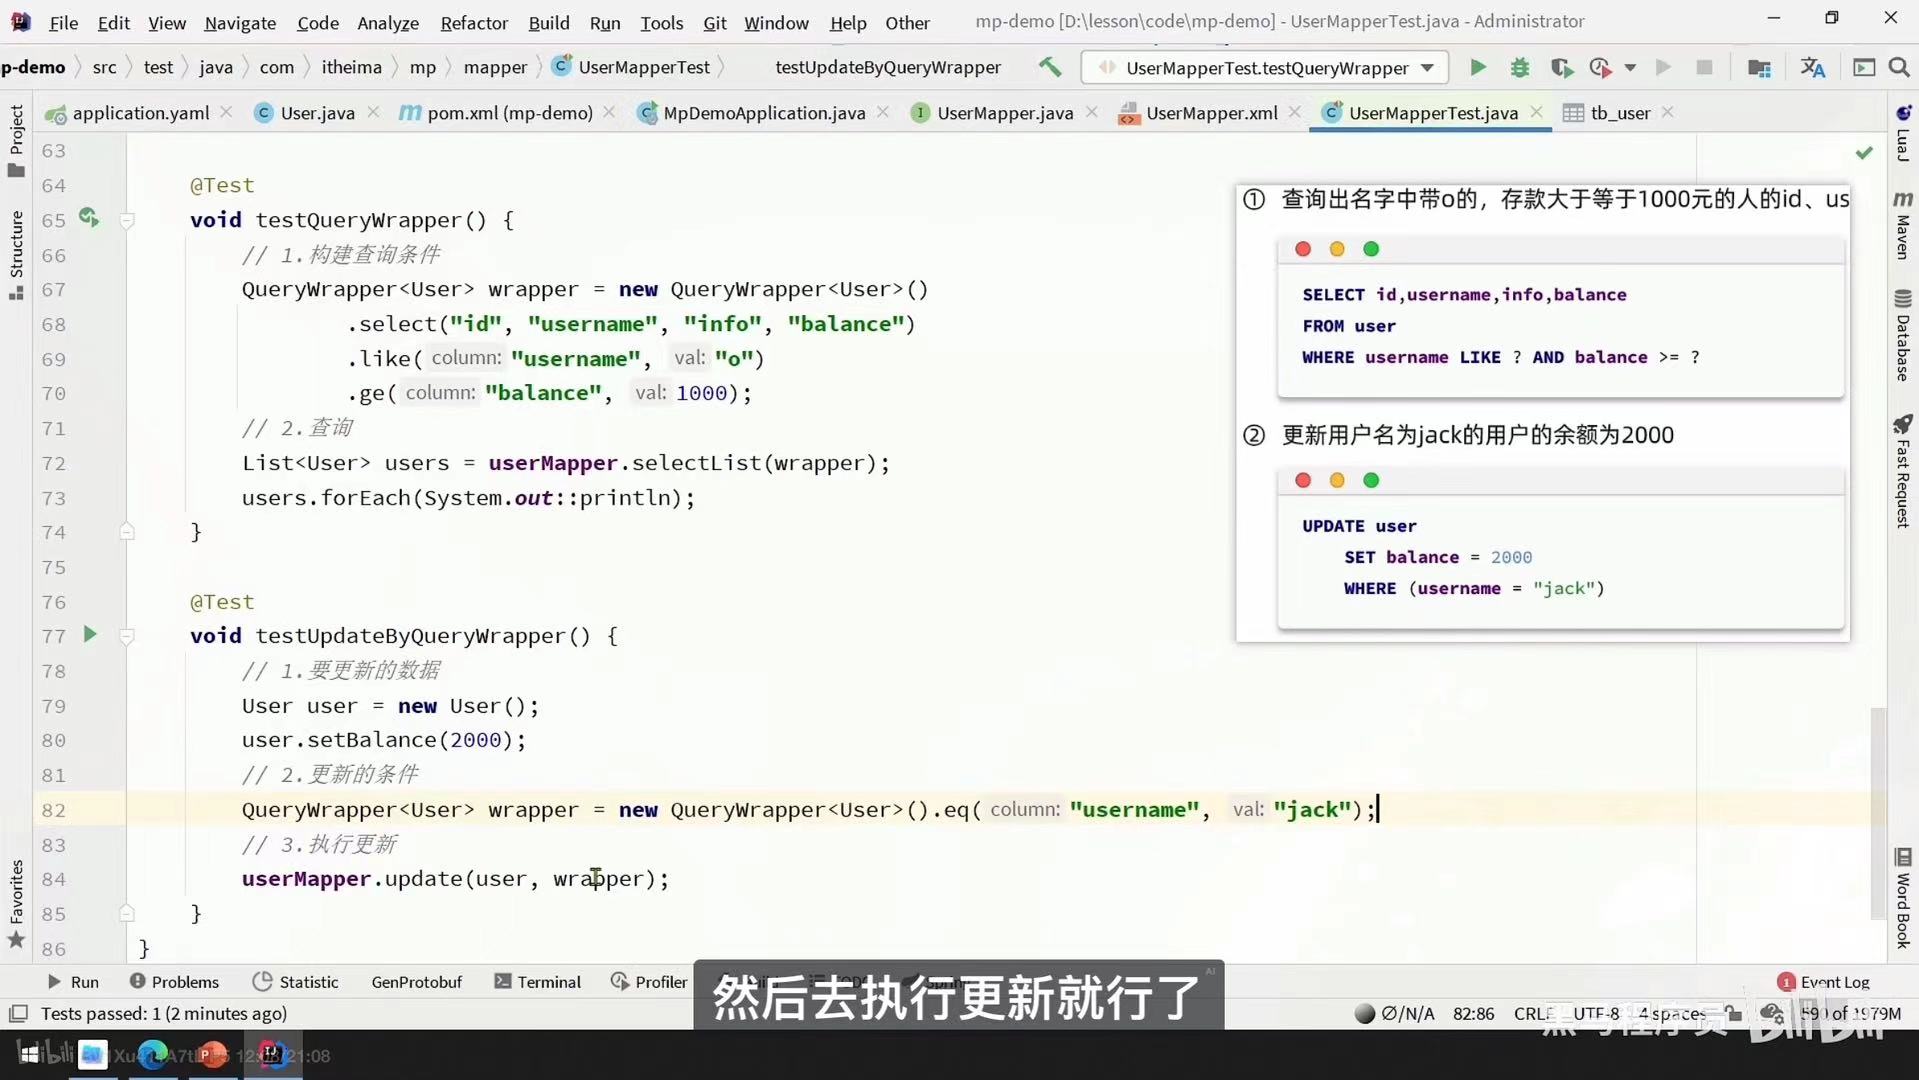 File Edit View Navigate Code Analyze Refactor Build Run Tools Git Window Help Other mp-demo [D:\lesson\code\mp-demo] - UserMapperTest.java - Administrator
p-demo src test java com itheima mp mapper UserMapperTest testUpdateByQueryWrapper UserMapperTest.testQueryWrapper
application.yaml User.java pom.xml (mp-demo) MpDemoApplication.java UserMapper.java UserMapper.xml UserMapperTest.java tb_user
Project
Structure
Favorites
63
64 @Test
65 void testQueryWrapper() {
66 // 1.构建查询条件
67 QueryWrapper<User> wrapper = new QueryWrapper<User>()
68 .select("id", "username", "info", "balance")
69 .like( column: "username", val: "o")
70 .ge( column: "balance", val: 1000);
71 // 2.查询
72 List<User> users = userMapper.selectList(wrapper);
73 users.forEach(System.out::println);
74 }
75
76 @Test
77 void testUpdateByQueryWrapper() {
78 // 1.要更新的数据
79 User user = new User();
80 user.setBalance(2000);
81 // 2.更新的条件
82 QueryWrapper<User> wrapper = new QueryWrapper<User>().eq( column: "username", val: "jack");
83 // 3.执行更新
84 userMapper.update(user, wrapper);
85 }
86 }
① 查询出名字中带o的，存款大于等于1000元的人的id、us
SELECT id,username,info,balance
FROM user
WHERE username LIKE ? AND balance >= ?
② 更新用户名为jack的用户的余额为2000
UPDATE user
SET balance = 2000
WHERE (username = "jack")
LuaJ
Maven
Database
Fast Request
Word Book
Run Problems Statistic GenProtobuf Terminal Profiler
1 Event Log
然后去执行更新就行了
AI
Tests passed: 1 (2 minutes ago) Ø/N/A 82:86 CRLF UTF-8 4 spaces 590 of 1979M
黑马程序员 bilibili
12:08/21:08